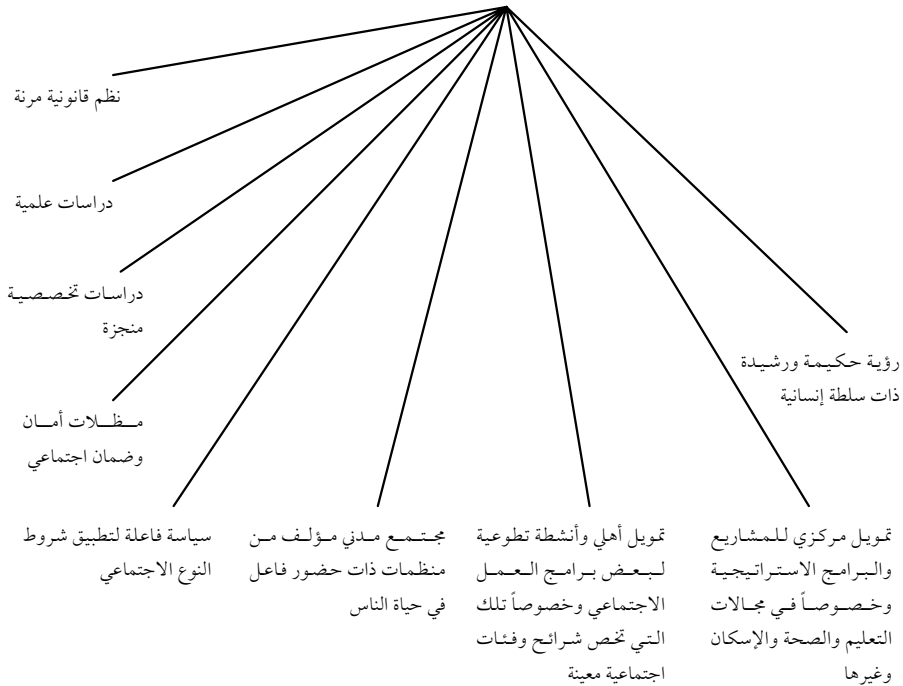 نظم قانونية مرنة
دراسات علمية
دراسات تخصصية
منجزة
مظلات أمان
وضمان اجتماعي
رؤية حكيمة ورشيدة
ذات سلطة إنسانية
تمويل مركزي للمشاريع
والبرامج الاستراتيجية
وخصوصاً في مجالات
التعليم والصحة والإسكان
وغيرها
تمويل أهلي وأنشطة تطوعية
لبعض برامج العمل
الاجتماعي وخصوصاً تلك
التي تخص شرائح وفئات
اجتماعية معينة
مجتمع مدني مؤلف من
منظمات ذات حضور فاعل
في حياة الناس
سياسة فاعلة لتطبيق شروط
النوع الاجتماعي